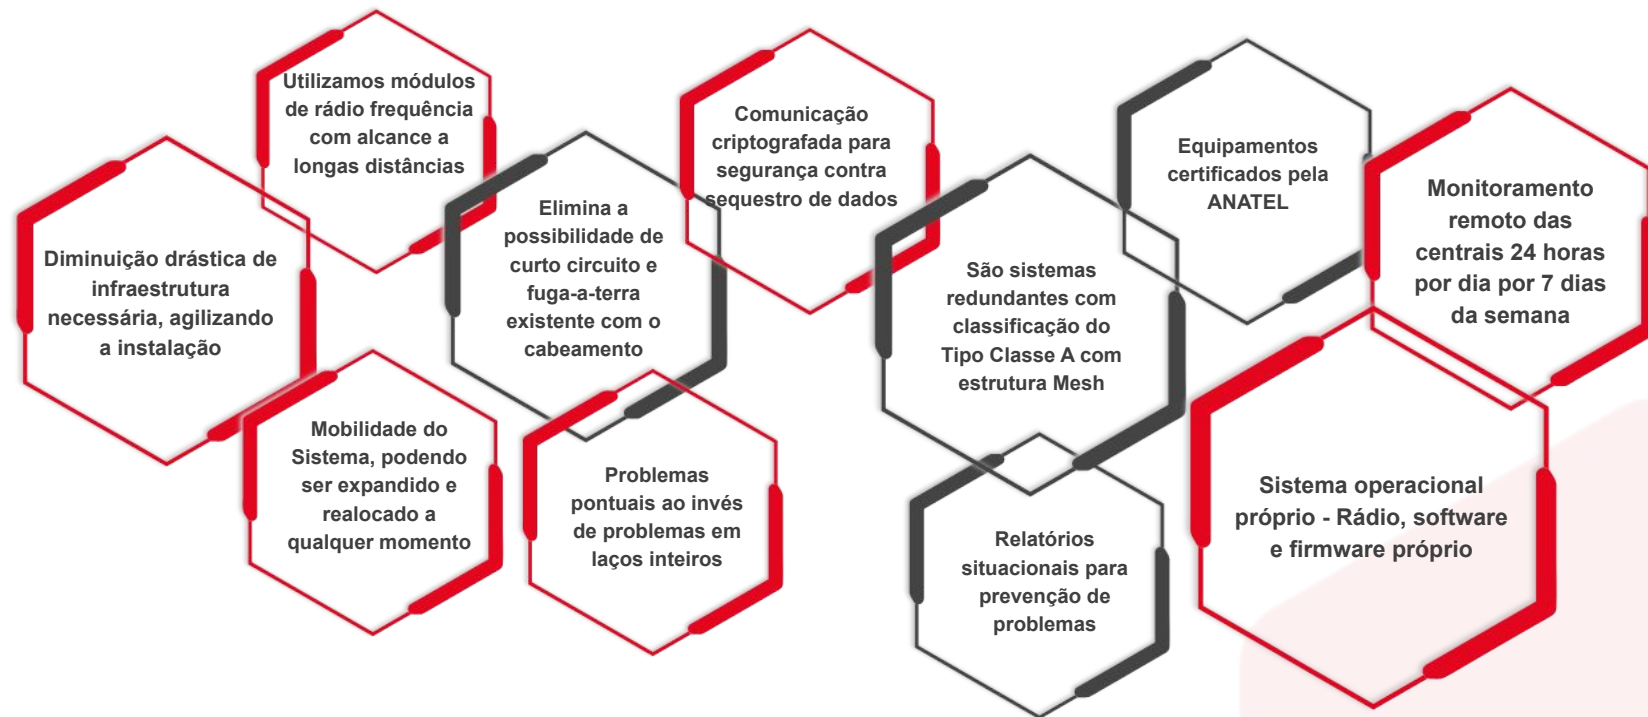 Utilizamos módulos
de rádio frequência
com alcance a
longas distâncias
Diminuição drástica de
infraestrutura
necessária, agilizando
a instalação
Mobilidade do
Sistema, podendo
ser expandido e
realocado a
qualquer momento
Elimina a
possibilidade de
curto circuito e
fuga-a-terra
existente com o
cabeamento
Problemas
pontuais ao invés
de problemas em
laços inteiros
Comunicação
criptografada para
segurança contra
sequestro de dados
São sistemas
redundantes com
classificação do
Tipo Classe A com
estrutura Mesh
Relatórios
situacionais para
prevenção de
problemas
Equipamentos
certificados pela
ANATEL
Monitoramento
remoto das
centrais 24 horas
por dia por 7 dias
da semana
Sistema operacional
próprio - Rádio, software
e firmware próprio